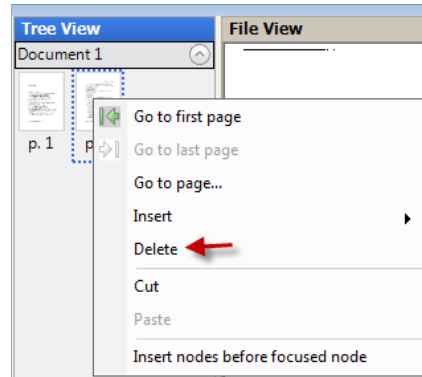 Tree View
File View
Document 1
p. 1
p
Go to first page
Go to last page
Go to page...
Insert
Delete
Cut
Paste
Insert nodes before focused node